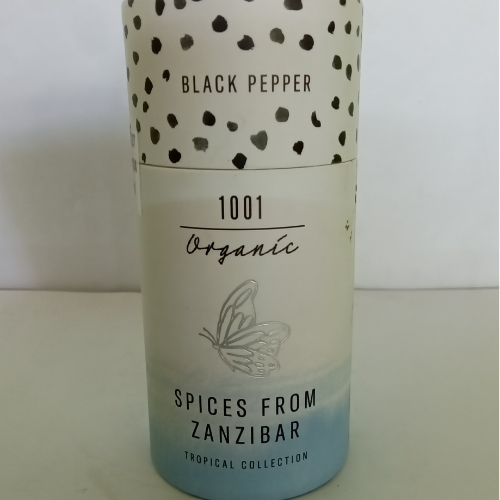 BLACK PEPPER
1001
Organic
SPICES FROM
ZANZIBAR
TROPICAL COLLECTION